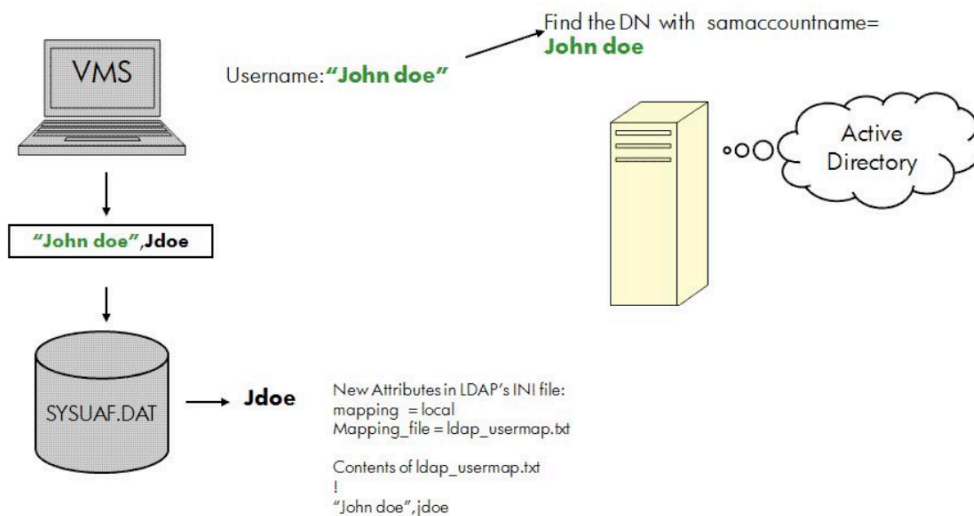 VMS
Username:“John doe”
Find the DN with samaccountname=
John doe
Active
Directory
“John doe”,Jdoe
SYSUAF.DAT
Jdoe
New Attributes in LDAP’s INI file:
mapping = local
Mapping_file = ldap_usermap.txt
Contents of ldap_usermap.txt
!
“John doe”,jdoe